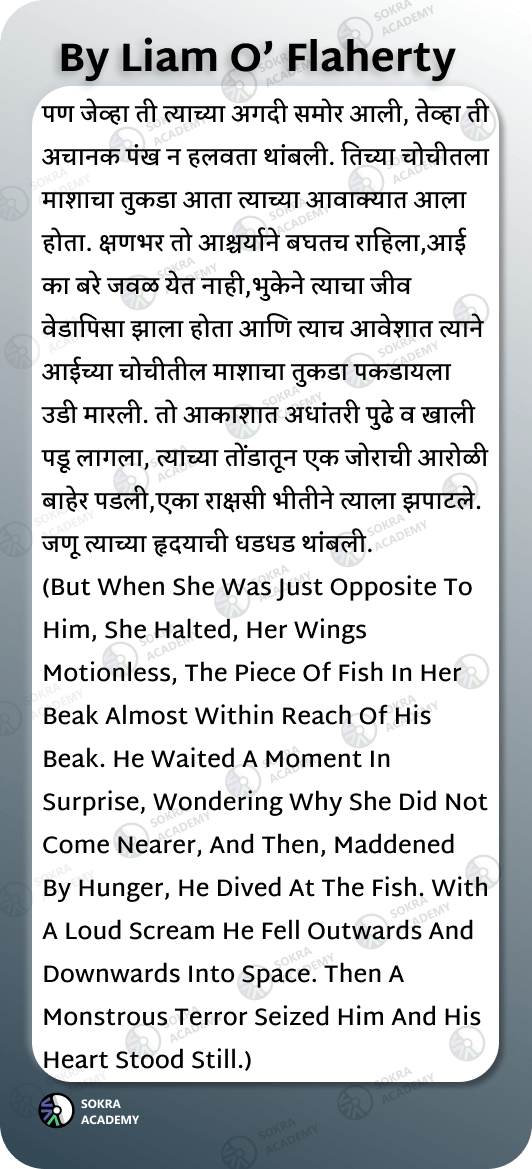 By Liam O’ Flaherty
पण जेव्हा ती त्याच्या अगदी समोर आली, तेव्हा ती
अचानक पंख न हलवता थांबली. तिच्या चोचीतला
माशाचा तुकडा आता त्याच्या आवाक्यात आला
होता. क्षणभर तो आश्चर्याने बघतच राहिला,आई
का बरे जवळ येत नाही,भुकेने त्याचा जीव
वेडापिसा झाला होता आणि त्याच आवेशात त्याने
आईच्या चोचीतील माशाचा तुकडा पकडायला
उडी मारली. तो आकाशात अधांतरी पुढे व खाली
पडू लागला, त्याच्या तोंडातून एक जोराची आरोळी
बाहेर पडली,एका राक्षसी भीतीने त्याला झपाटले.
जणू त्याच्या हृदयाची धडधड थांबली.
(But When She Was Just Opposite To
Him, She Halted, Her Wings
Motionless, The Piece Of Fish In Her
Beak Almost Within Reach Of His
Beak. He Waited A Moment In
Surprise, Wondering Why She Did Not
Come Nearer, And Then, Maddened
By Hunger, He Dived At The Fish. With
A Loud Scream He Fell Outwards And
Downwards Into Space. Then A
Monstrous Terror Seized Him And His
Heart Stood Still.)
SOKRA
ACADEMY